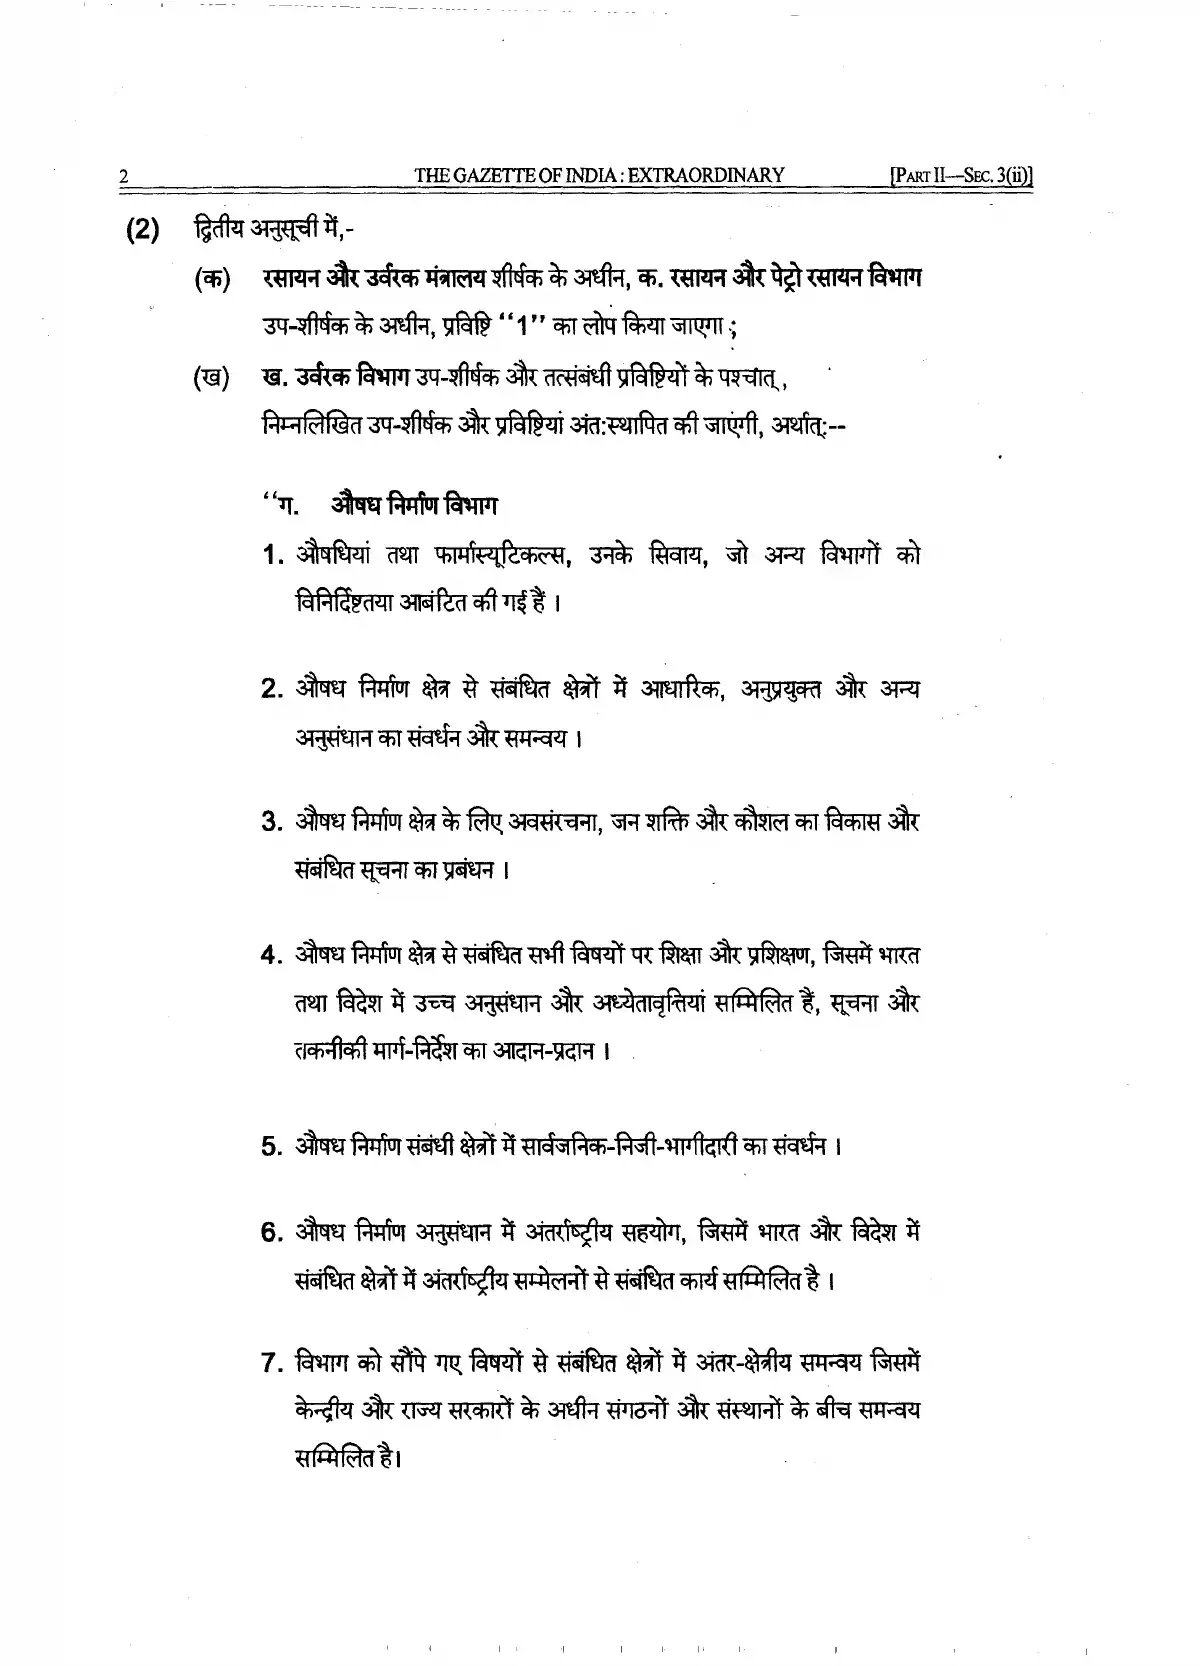 2 THE GAZETTE OF INDIA : EXTRAORDINARY [PART II—SEC. 3(ii)]
(2) द्वितीय अनुसूची में,-
(क) रसायन और उर्वरक मंत्रालय शीर्षक के अधीन, क. रसायन और पेट्रो रसायन विभाग
उप-शीर्षक के अधीन, प्रविष्टि “1” का लोप किया जाएगा ;
(ख) ख. उर्वरक विभाग उप-शीर्षक और तत्संबंधी प्रविष्टियों के पश्चात् ,
निम्नलिखित उप-शीर्षक और प्रविष्टियां अंत:स्थापित की जाएंगी, अर्थात्:--
“ग. औषध निर्माण विभाग
1. औषधियां तथा फार्मास्यूटिकल्स, उनके सिवाय, जो अन्य विभागों को
विनिर्दिष्टतया आबंटित की गई हैं ।
2. औषध निर्माण क्षेत्र से संबंधित क्षेत्रों में आधारिक, अनुप्रयुक्त और अन्य
अनुसंधान का संवर्धन और समन्वय ।
3. औषध निर्माण क्षेत्र के लिए अवसंरचना, जन शक्ति और कौशल का विकास और
संबंधित सूचना का प्रबंधन ।
4. औषध निर्माण क्षेत्र से संबंधित सभी विषयों पर शिक्षा और प्रशिक्षण, जिसमें भारत
तथा विदेश में उच्च अनुसंधान और अध्येतावृत्तियां सम्मिलित हैं, सूचना और
तकनीकी मार्ग-निर्देश का आदान-प्रदान ।
5. औषध निर्माण संबंधी क्षेत्रों में सार्वजनिक-निजी-भागीदारी का संवर्धन ।
6. औषध निर्माण अनुसंधान में अंतर्राष्ट्रीय सहयोग, जिसमें भारत और विदेश में
संबंधित क्षेत्रों में अंतर्राष्ट्रीय सम्मेलनों से संबंधित कार्य सम्मिलित है ।
7. विभाग को सौंपे गए विषयों से संबंधित क्षेत्रों में अंतर-क्षेत्रीय समन्वय जिसमें
केन्द्रीय और राज्य सरकारों के अधीन संगठनों और संस्थानों के बीच समन्वय
सम्मिलित है।